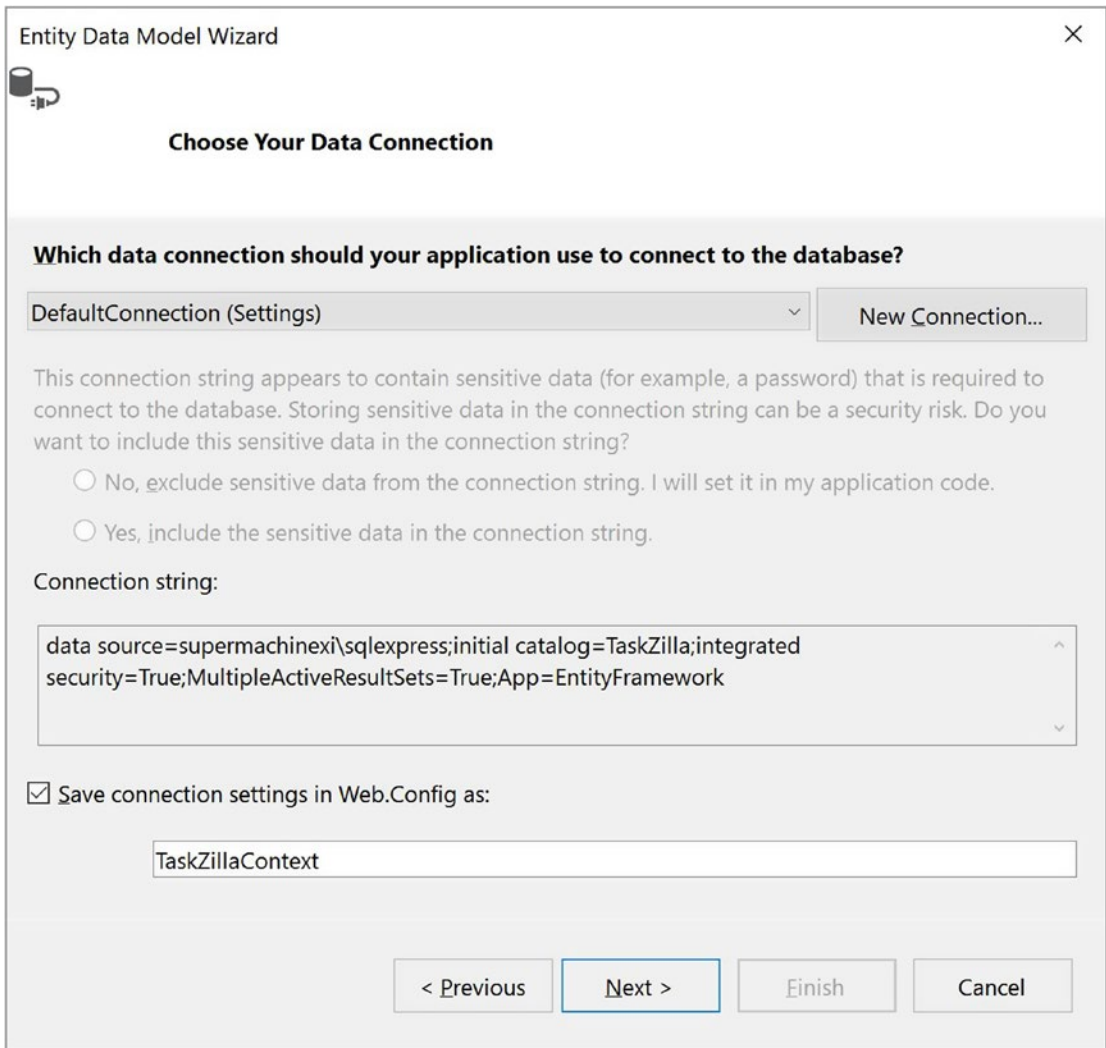 Entity Data Model Wizard
Choose Your Data Connection
Which data connection should your application use to connect to the database?
DefaultConnection (Settings)
New Connection...
This connection string appears to contain sensitive data (for example, a password) that is required to
connect to the database. Storing sensitive data in the connection string can be a security risk. Do you
want to include this sensitive data in the connection string?
No, exclude sensitive data from the connection string. I will set it in my application code.
Yes, include the sensitive data in the connection string.
Connection string:
data source=supermachinexi\sqlexpress;initial catalog=TaskZilla;integrated
security=True;MultipleActiveResultSets=True;App=EntityFramework
Save connection settings in Web.Config as:
TaskZillaContext
< Previous
Next >
Finish
Cancel